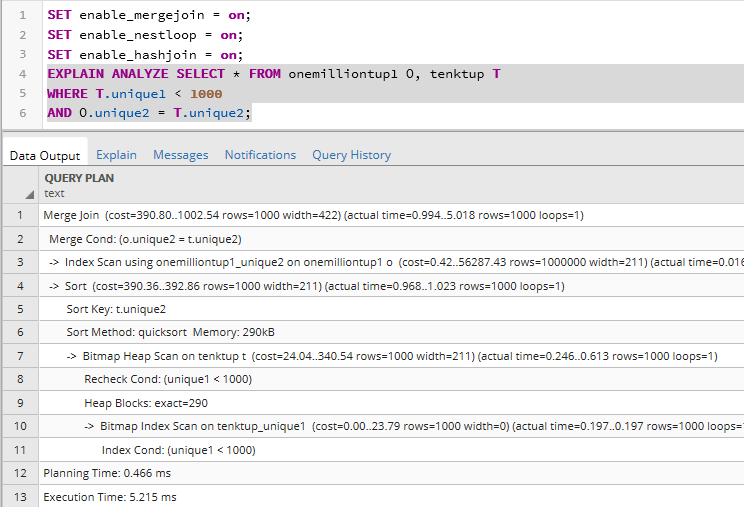 1 SET enable_mergejoin = on;
2 SET enable_nestloop = on;
3 SET enable_hashjoin = on;
4 EXPLAIN ANALYZE SELECT * FROM onemilliontup1 O, tenktup T
5 WHERE T.unique1 < 1000
6 AND O.unique2 = T.unique2;
Data Output Explain Messages Notifications Query History
QUERY PLAN
text
1 Merge Join (cost=390.80..1002.54 rows=1000 width=422) (actual time=0.994..5.018 rows=1000 loops=1)
2 Merge Cond: (o.unique2 = t.unique2)
3 -> Index Scan using onemilliontup1_unique2 on onemilliontup1 o (cost=0.42..56287.43 rows=1000000 width=211) (actual time=0.016
4 -> Sort (cost=390.36..392.86 rows=1000 width=211) (actual time=0.968..1.023 rows=1000 loops=1)
5 Sort Key: t.unique2
6 Sort Method: quicksort Memory: 290kB
7 -> Bitmap Heap Scan on tenktup t (cost=24.04..340.54 rows=1000 width=211) (actual time=0.246..0.613 rows=1000 loops=1)
8 Recheck Cond: (unique1 < 1000)
9 Heap Blocks: exact=290
10 -> Bitmap Index Scan on tenktup_unique1 (cost=0.00..23.79 rows=1000 width=0) (actual time=0.197..0.197 rows=1000 loops=
11 Index Cond: (unique1 < 1000)
12 Planning Time: 0.466 ms
13 Execution Time: 5.215 ms